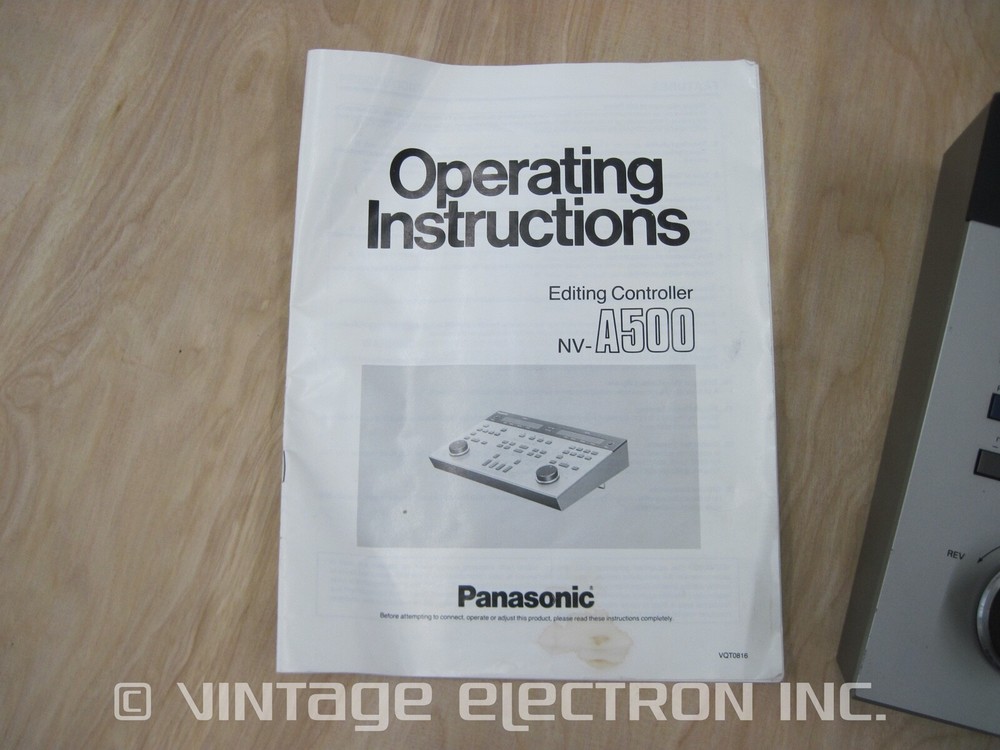 Operating
Instructions
Editing Controller
NV-A500
Panasonic®
Before attempting to connect, operate or adjust this product, please read these instructions completely.
VQT0816
REV
© VINTAGE ELECTRON INC.